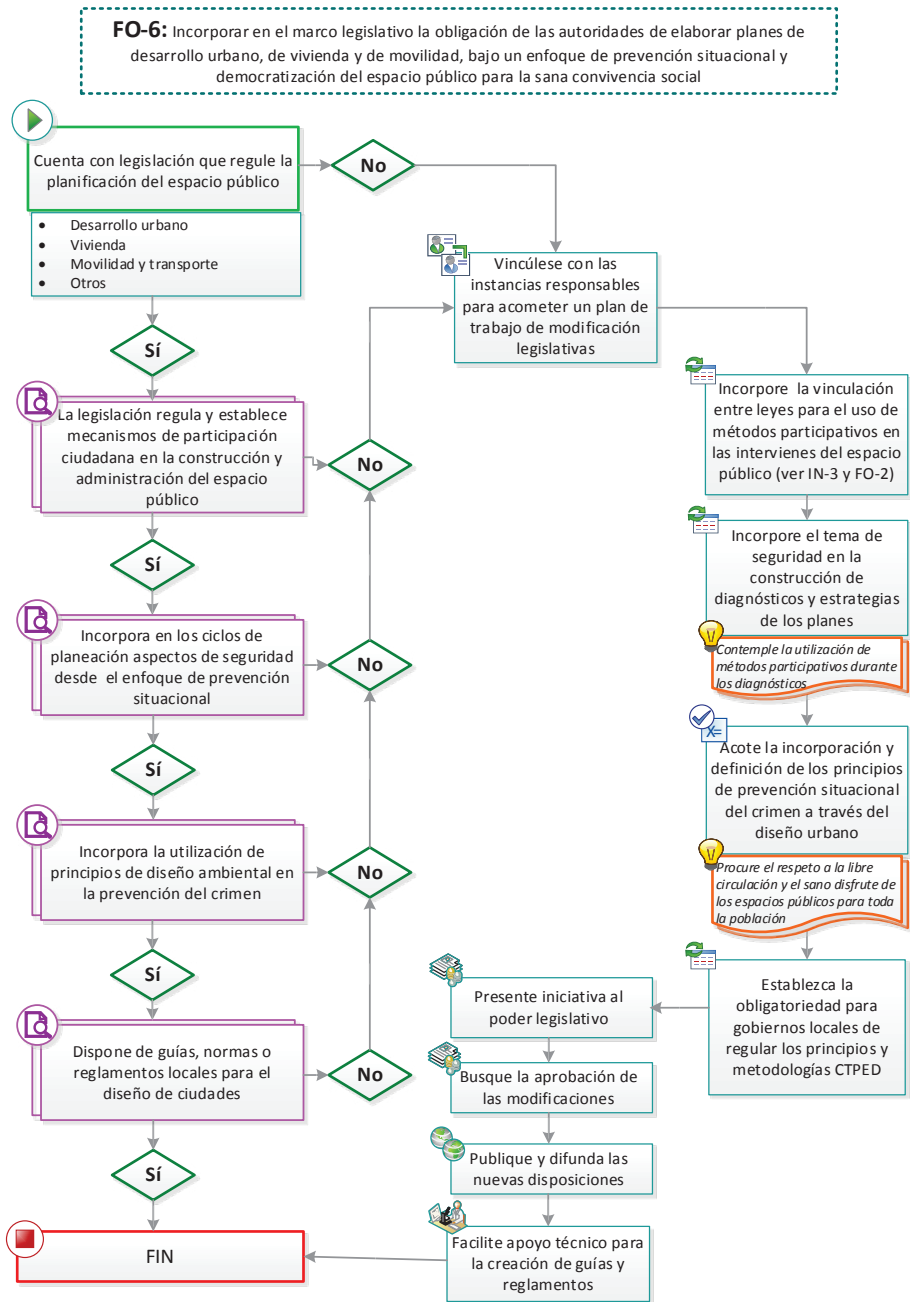 FO-6: Incorporar en el marco legislativo la obligación de las autoridades de elaborar planes de
desarrollo urbano, de vivienda y de movilidad, bajo un enfoque de prevención situacional y
democratización del espacio público para la sana convivencia social
Cuenta con legislación que regule la
planificación del espacio público
No
• Desarrollo urbano
• Vivienda
• Movilidad y transporte
• Otros
Vincúlese con las
instancias responsables
para acometer un plan de
trabajo de modificación
legislativas
Sí
La legislación regula y establece
mecanismos de participación
ciudadana en la construcción y
administración del espacio
público
No
Incorpore la vinculación
entre leyes para el uso de
métodos participativos en
las intervienes del espacio
público (ver IN-3 y FO-2)
Sí
Incorpore el tema de
seguridad en la
construcción de
diagnósticos y estrategias
de los planes
Contemple la utilización de
métodos participativos durante
los diagnósticos
Incorpora en los ciclos de
planeación aspectos de seguridad
desde el enfoque de prevención
situacional
No
Sí
Acote la incorporación y
definición de los principios
de prevención situacional
del crimen a través del
diseño urbano
X=
Procure el respeto a la libre
circulación y el sano disfrute de
los espacios públicos para toda
la población
Incorpora la utilización de
principios de diseño ambiental en
la prevención del crimen
No
Sí
Establezca la
obligatoriedad para
gobiernos locales de
regular los principios y
metodologías CTPED
Presente iniciativa al
poder legislativo
Dispone de guías, normas o
reglamentos locales para el
diseño de ciudades
No
Busque la aprobación de
las modificaciones
Publique y difunda las
nuevas disposiciones
Sí
Facilite apoyo técnico para
la creación de guías y
reglamentos
FIN